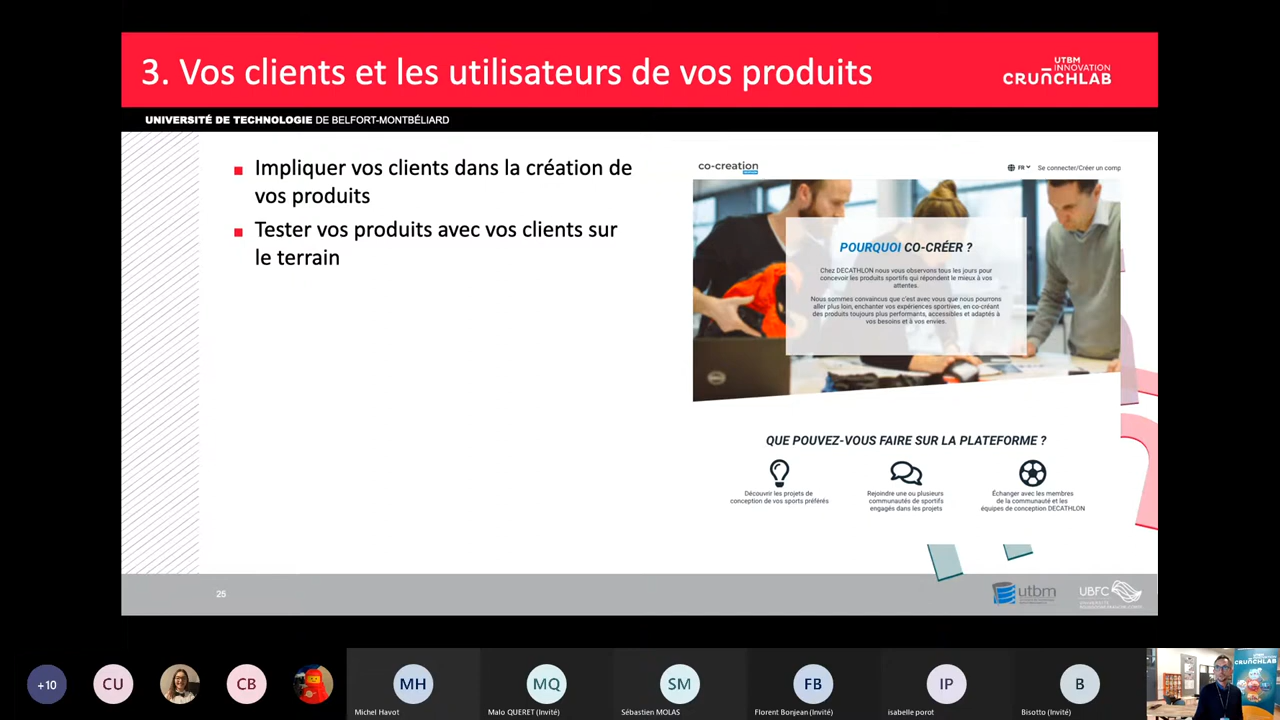 3. Vos clients et les utilisateurs de vos produits
UTBM
INNOVATION
CRUNCHLAB
UNIVERSITÉ DE TECHNOLOGIE DE BELFORT-MONTBÉLIARD
Impliquer vos clients dans la création de
vos produits
Tester vos produits avec vos clients sur
le terrain
co-creation
FR
Se connecter/Créer un comp
POURQUOI CO-CRÉER ?
Chez DECATHLON nous vous observons tous les jours pour
concevoir les produits sportifs qui répondent le mieux à vos
attentes.
Nous sommes convaincus que c'est avec vous que nous pourrons
aller plus loin, enchanter vos expériences sportives, en co-créant
des produits toujours plus performants, accessibles et adaptés à
vos besoins et à vos envies.
DELL
QUE POUVEZ-VOUS FAIRE SUR LA PLATEFORME ?
Découvrir les projets de
conception de vos sports préférés
Rejoindre une ou plusieurs
communautés de sportifs
engagés dans les projets
Échanger avec les membres
de la communauté et les
équipes de conception DECATHLON
26
utbm
UBFC
+10
CU
CB
MH
Michel Havot
MQ
Malo QUERET (Invité)
SM
Sébastien MOLAS
FB
Florent Bonjean (Invité)
IP
isabelle porot
B
Bisotto (Invité)
CRUNCHLAB